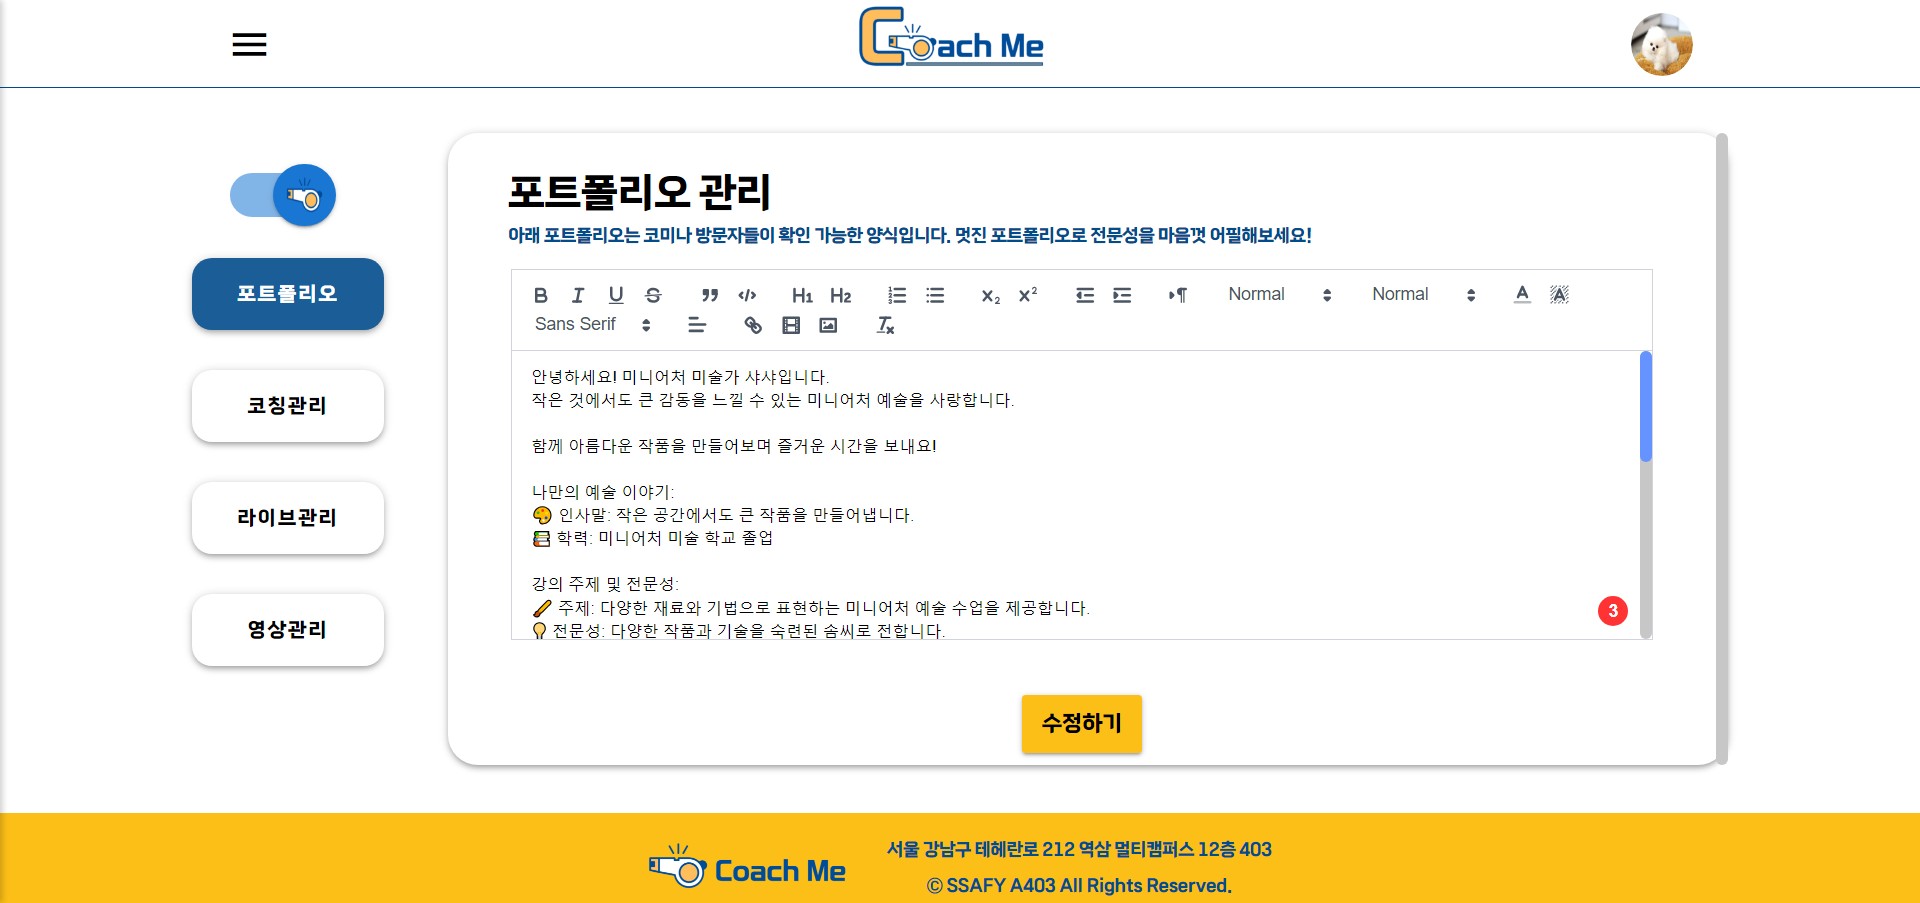 Coach Me
포트폴리오
코칭관리
라이브관리
영상관리
포트폴리오 관리
아래 포트폴리오는 코미나 방문자들이 확인 가능한 양식입니다. 멋진 포트폴리오로 전문성을 마음껏 어필해보세요!
Normal Normal
Sans Serif
안녕하세요! 미니어처 미술가 샤샤입니다.
작은 것에서도 큰 감동을 느낄 수 있는 미니어처 예술을 사랑합니다.
함께 아름다운 작품을 만들어보며 즐거운 시간을 보내요!
나만의 예술 이야기:
🎨 인사말: 작은 공간에서도 큰 작품을 만들어냅니다.
📚 학력: 미니어처 미술 학교 졸업
강의 주제 및 전문성:
🖌️ 주제: 다양한 재료와 기법으로 표현하는 미니어처 예술 수업을 제공합니다.
💡 전문성: 다양한 작품과 기술을 숙련된 솜씨로 전합니다.
3
수정하기
Coach Me
서울 강남구 테헤란로 212 역삼 멀티캠퍼스 12층 403
© SSAFY A403 All Rights Reserved.